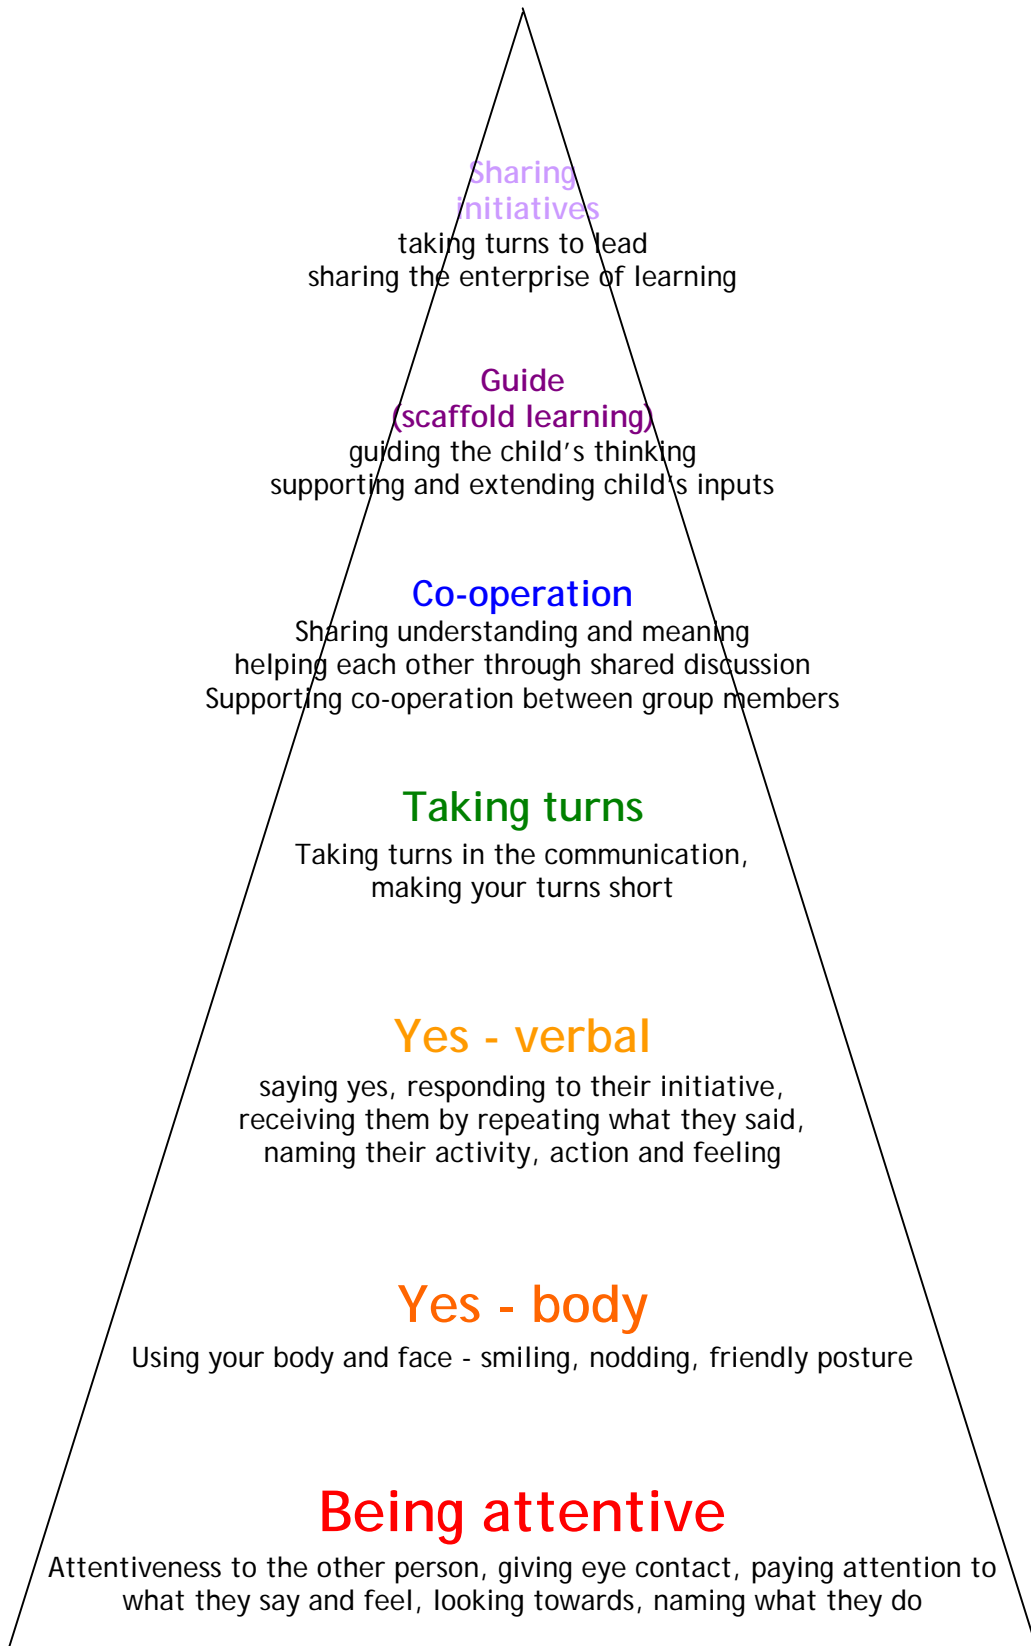 Sharing
initiatives
taking turns to lead
sharing the enterprise of learning
Guide
(scaffold learning)
guiding the child’s thinking
supporting and extending child’s inputs
Co-operation
Sharing understanding and meaning
helping each other through shared discussion
Supporting co-operation between group members
Taking turns
Taking turns in the communication,
making your turns short
Yes - verbal
saying yes, responding to their initiative,
receiving them by repeating what they said,
naming their activity, action and feeling
Yes - body
Using your body and face - smiling, nodding, friendly posture
Being attentive
Attentiveness to the other person, giving eye contact, paying attention to
what they say and feel, looking towards, naming what they do